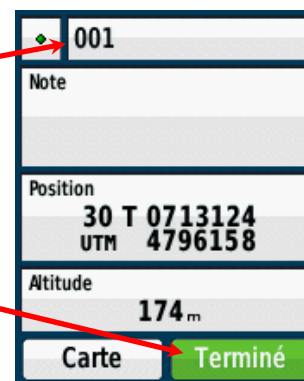 001
Note
Position
30 T 0713124
UTM 4796158
Altitude
174 m
Carte Terminé